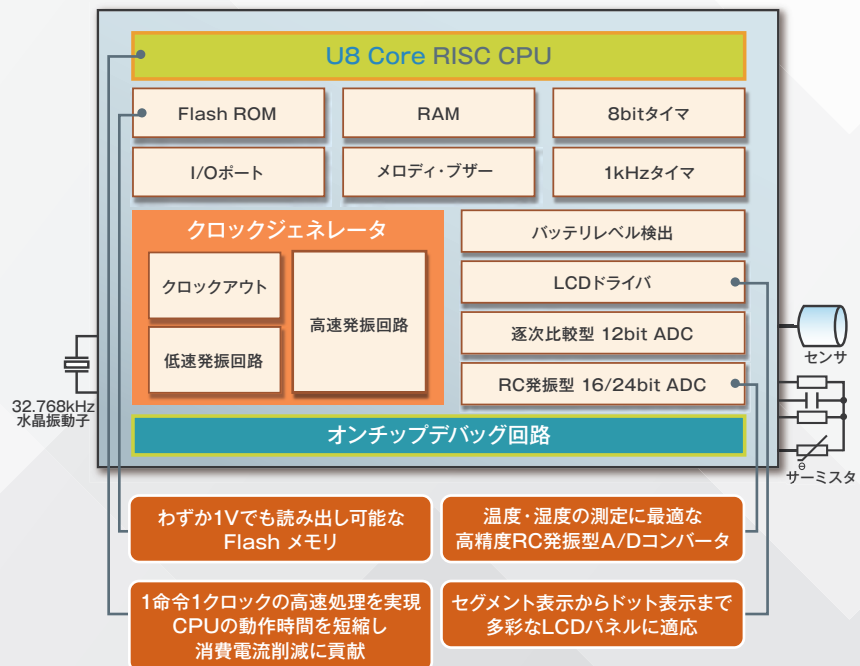 U8 Core RISC CPU
Flash ROM
RAM
8bitタイマ
I/Oポート
メロディ・ブザー
1kHzタイマ
クロックジェネレータ
クロックアウト
低速発振回路
高速発振回路
バッテリレベル検出
LCDドライバ
逐次比較型 12bit ADC
RC発振型 16/24bit ADC
オンチップデバッグ回路
32.768kHz
水晶振動子
センサ
θ
サーミスタ
わずか1Vでも読み出し可能な
Flash メモリ
温度・湿度の測定に最適な
高精度RC発振型A/Dコンバータ
1命令1クロックの高速処理を実現
CPUの動作時間を短縮し
消費電流削減に貢献
セグメント表示からドット表示まで
多彩なLCDパネルに適応